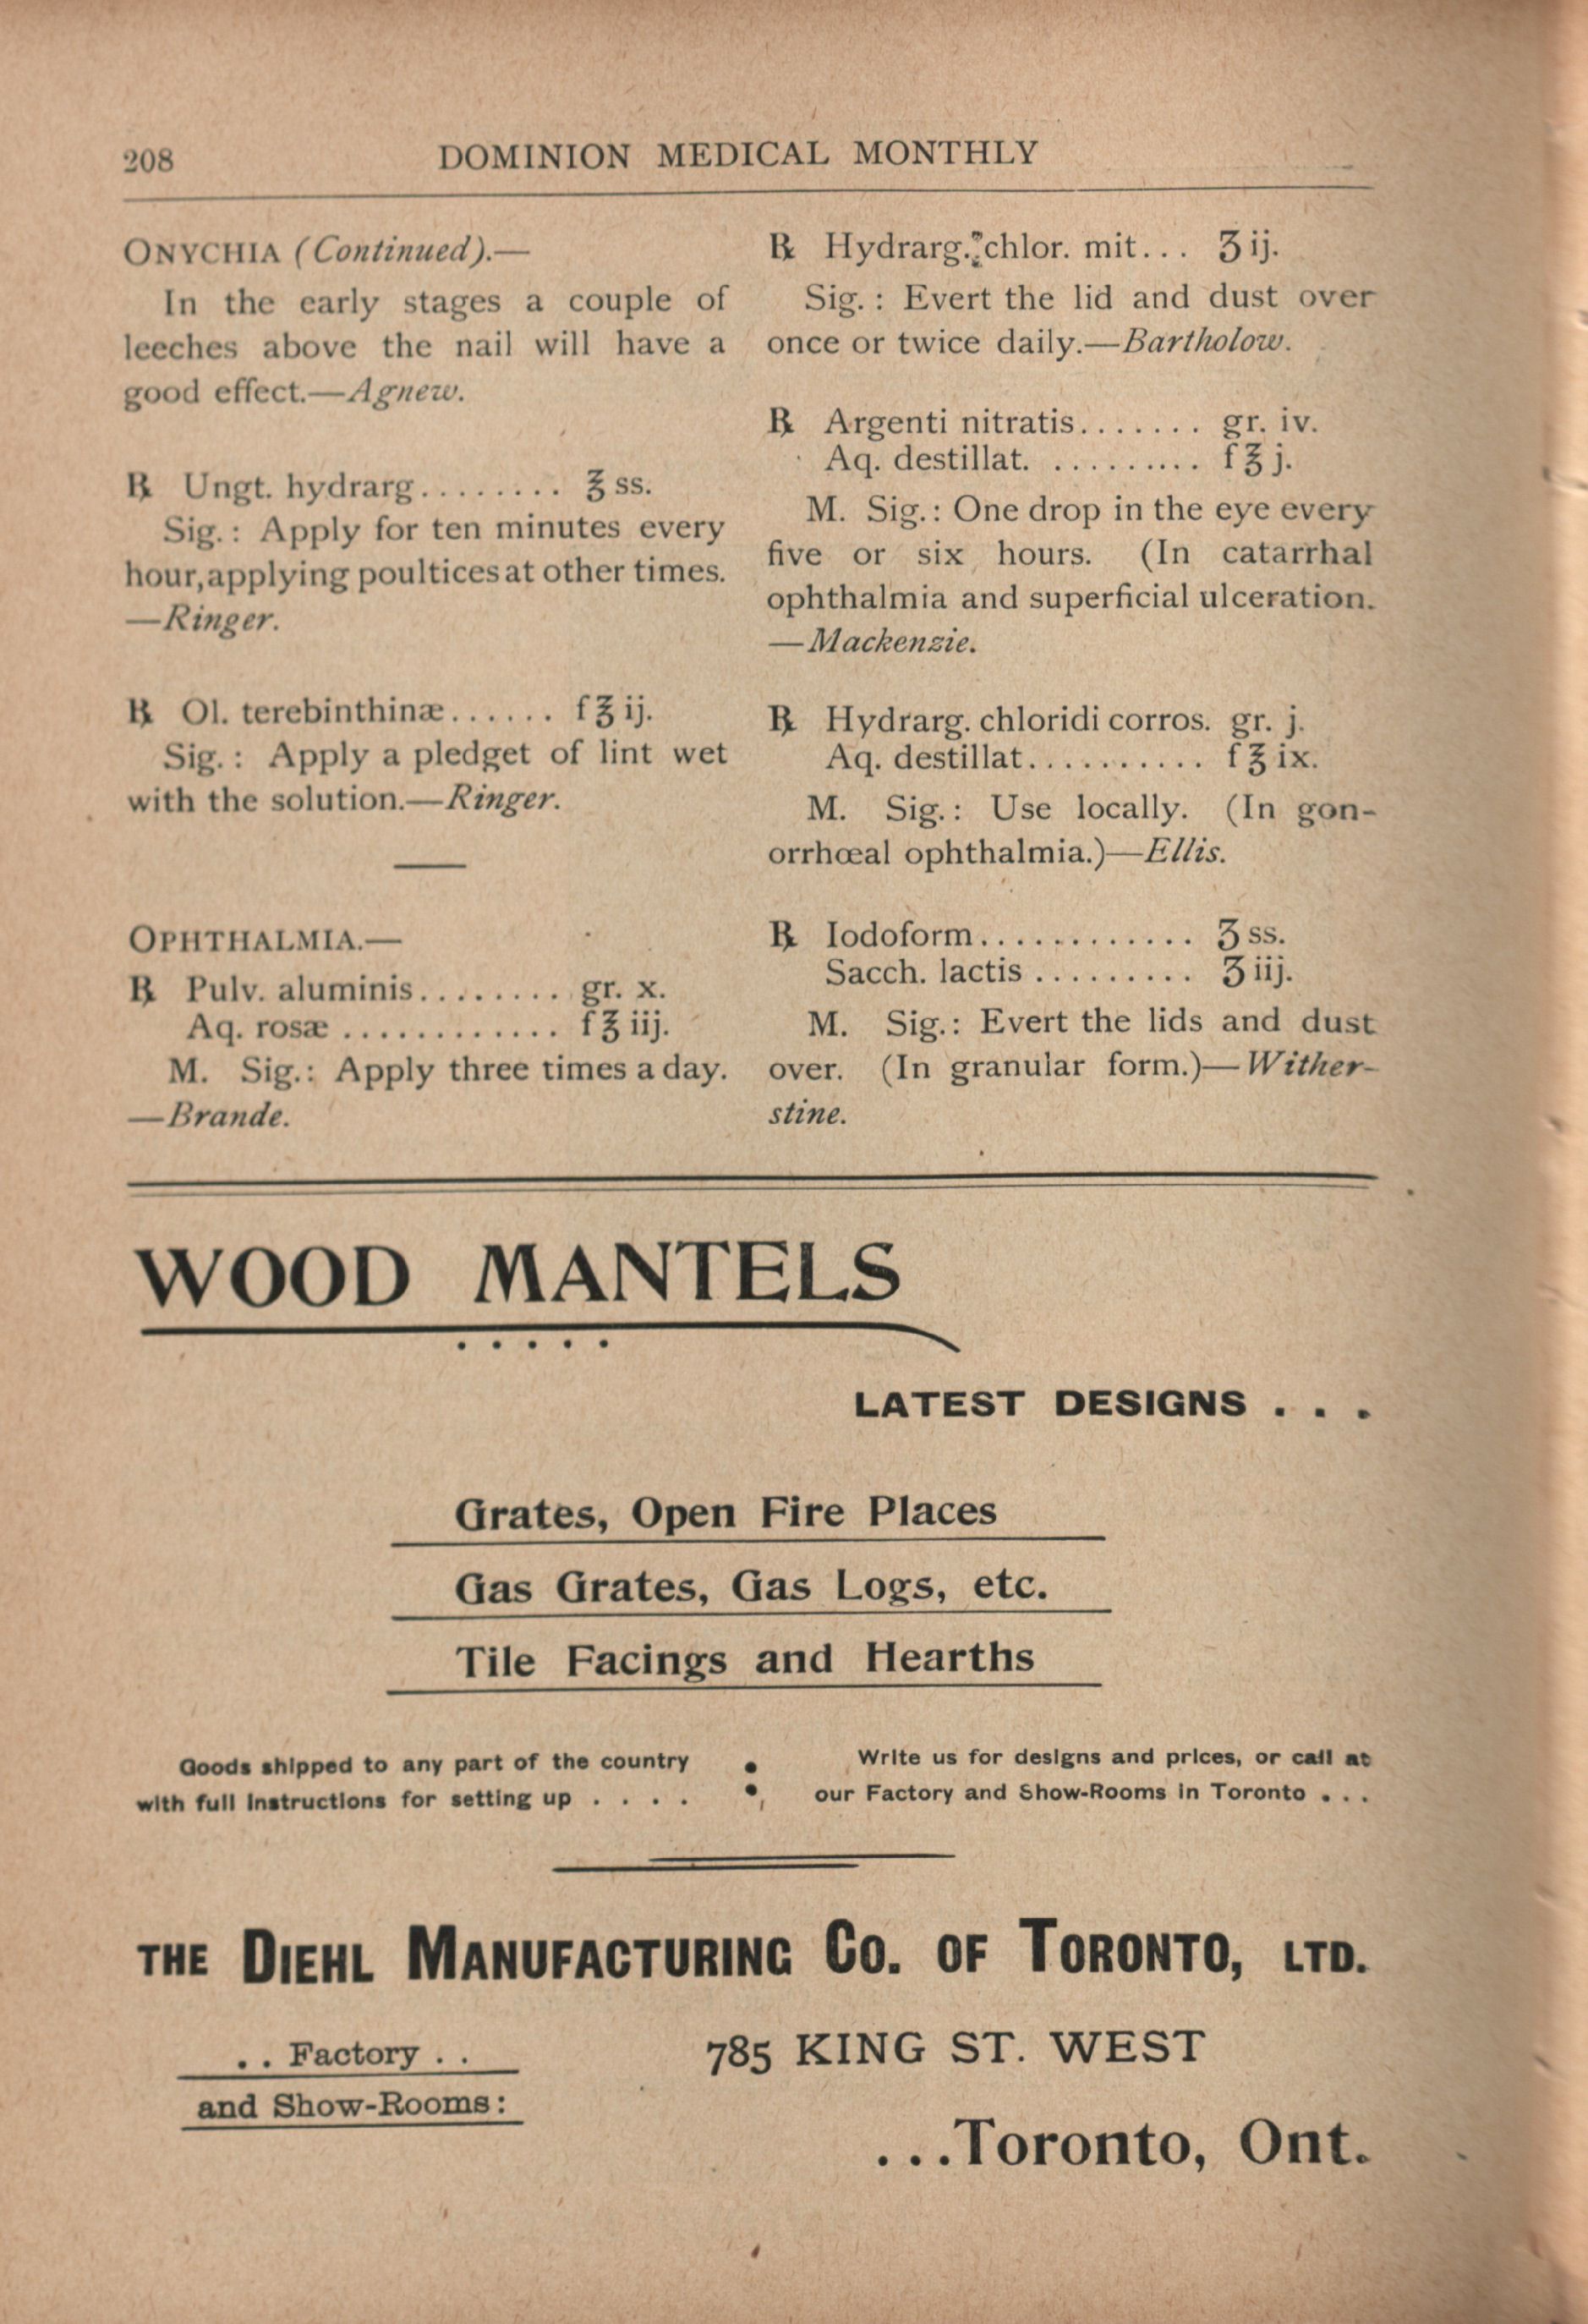 208
DOMINION MEDICAL MONTHLY
ONYCHIA (Continued).—
In the early stages a couple of
leeches above the nail will have a
good effect.—Agnew.
℞ Ungt. hydrarg........ ℥ ss.
Sig.: Apply for ten minutes every
hour, applying poultices at other times.
—Ringer.
℞ Ol. terebinthinæ...... f ℥ ij.
Sig.: Apply a pledget of lint wet
with the solution.—Ringer.
OPHTHALMIA.—
℞ Pulv. aluminis........ gr. x.
Aq. rosæ ............ f ℥ iij.
M. Sig.: Apply three times a day.
—Brande.
℞ Hydrarg. chlor. mit... ʒ ij.
Sig.: Evert the lid and dust over
once or twice daily.—Bartholow.
℞ Argenti nitratis....... gr. iv.
Aq. destillat. ......... f ℥ j.
M. Sig.: One drop in the eye every
five or six hours. (In catarrhal
ophthalmia and superficial ulceration.
—Mackenzie.
℞ Hydrarg. chloridi corros. gr. j.
Aq. destillat.......... f ℥ ix.
M. Sig.: Use locally. (In gon-
orrhœal ophthalmia.)—Ellis.
℞ Iodoform............ ʒ ss.
Sacch. lactis ......... ʒ iij.
M. Sig.: Evert the lids and dust
over. (In granular form.)—Wither-
stine.
WOOD MANTELS
.....
LATEST DESIGNS . . .
Grates, Open Fire Places
Gas Grates, Gas Logs, etc.
Tile Facings and Hearths
Goods shipped to any part of the country
with full instructions for setting up . . . .
Write us for designs and prices, or call at
our Factory and Show-Rooms in Toronto . . .
THE DIEHL MANUFACTURING CO. OF TORONTO, LTD.
. . Factory . .
and Show-Rooms:
785 KING ST. WEST
...Toronto, Ont.